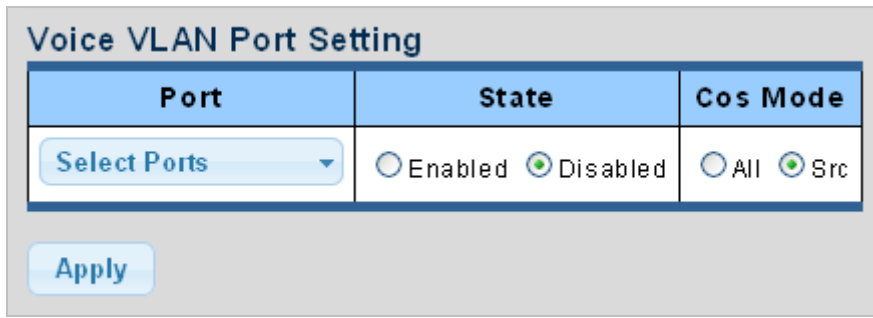 Voice VLAN Port Setting
Port State Cos Mode
Select Ports Enabled Disabled All Src
Apply